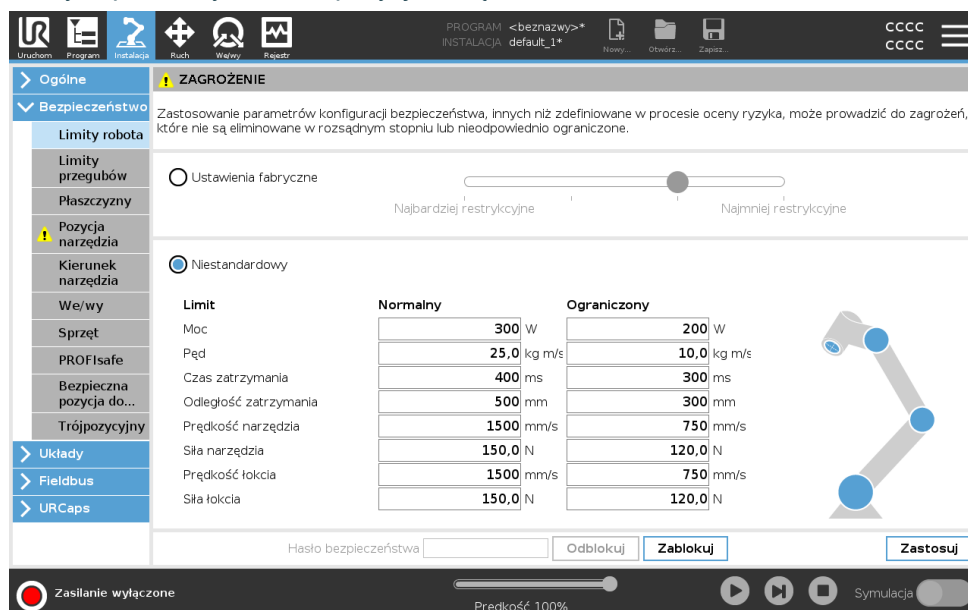 PROGRAM <beznazwy>*
INSTALACJA default_1*
Uruchom Program Instalacja Ruch We/wy Rejestr Nowy... Otwórz... Zapisz...
cccc
cccc
Ogólne
Bezpieczeństwo
Limity robota
Limity przegubów
Płaszczyzny
Pozycja narzędzia
Kierunek narzędzia
We/wy
Sprzęt
PROFIsafe
Bezpieczna pozycja do...
Trójpozycyjny
Układy
Fieldbus
URCaps
ZAGROŻENIE
Zastosowanie parametrów konfiguracji bezpieczeństwa, innych niż zdefiniowane w procesie oceny ryzyka, może prowadzić do zagrożeń,
które nie są eliminowane w rozsądnym stopniu lub nieodpowiednio ograniczone.
Ustawienia fabryczne
Najbardziej restrykcyjne Najmniej restrykcyjne
Niestandardowy
Limit Normalny Ograniczony
Moc 300 W 200 W
Pęd 25,0 kg m/s 10,0 kg m/s
Czas zatrzymania 400 ms 300 ms
Odległość zatrzymania 500 mm 300 mm
Prędkość narzędzia 1500 mm/s 750 mm/s
Siła narzędzia 150,0 N 120,0 N
Prędkość łokcia 1500 mm/s 750 mm/s
Siła łokcia 150,0 N 120,0 N
Hasło bezpieczeństwa Odblokuj Zablokuj Zastosuj
Zasilanie wyłączone
Prędkość 100%
Symulacja